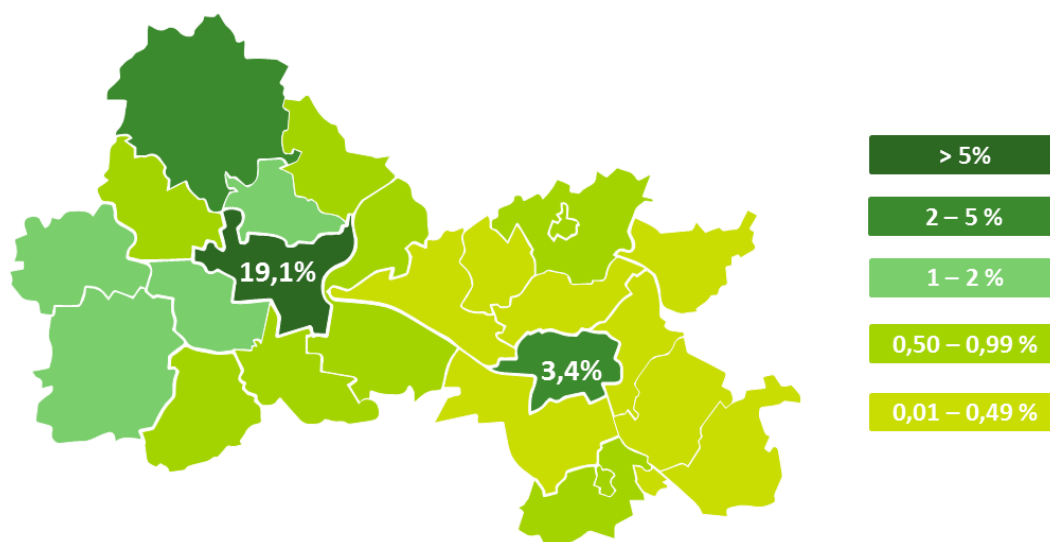 19,1%
3,4%
> 5%
2 – 5 %
1 – 2 %
0,50 – 0,99 %
0,01 – 0,49 %